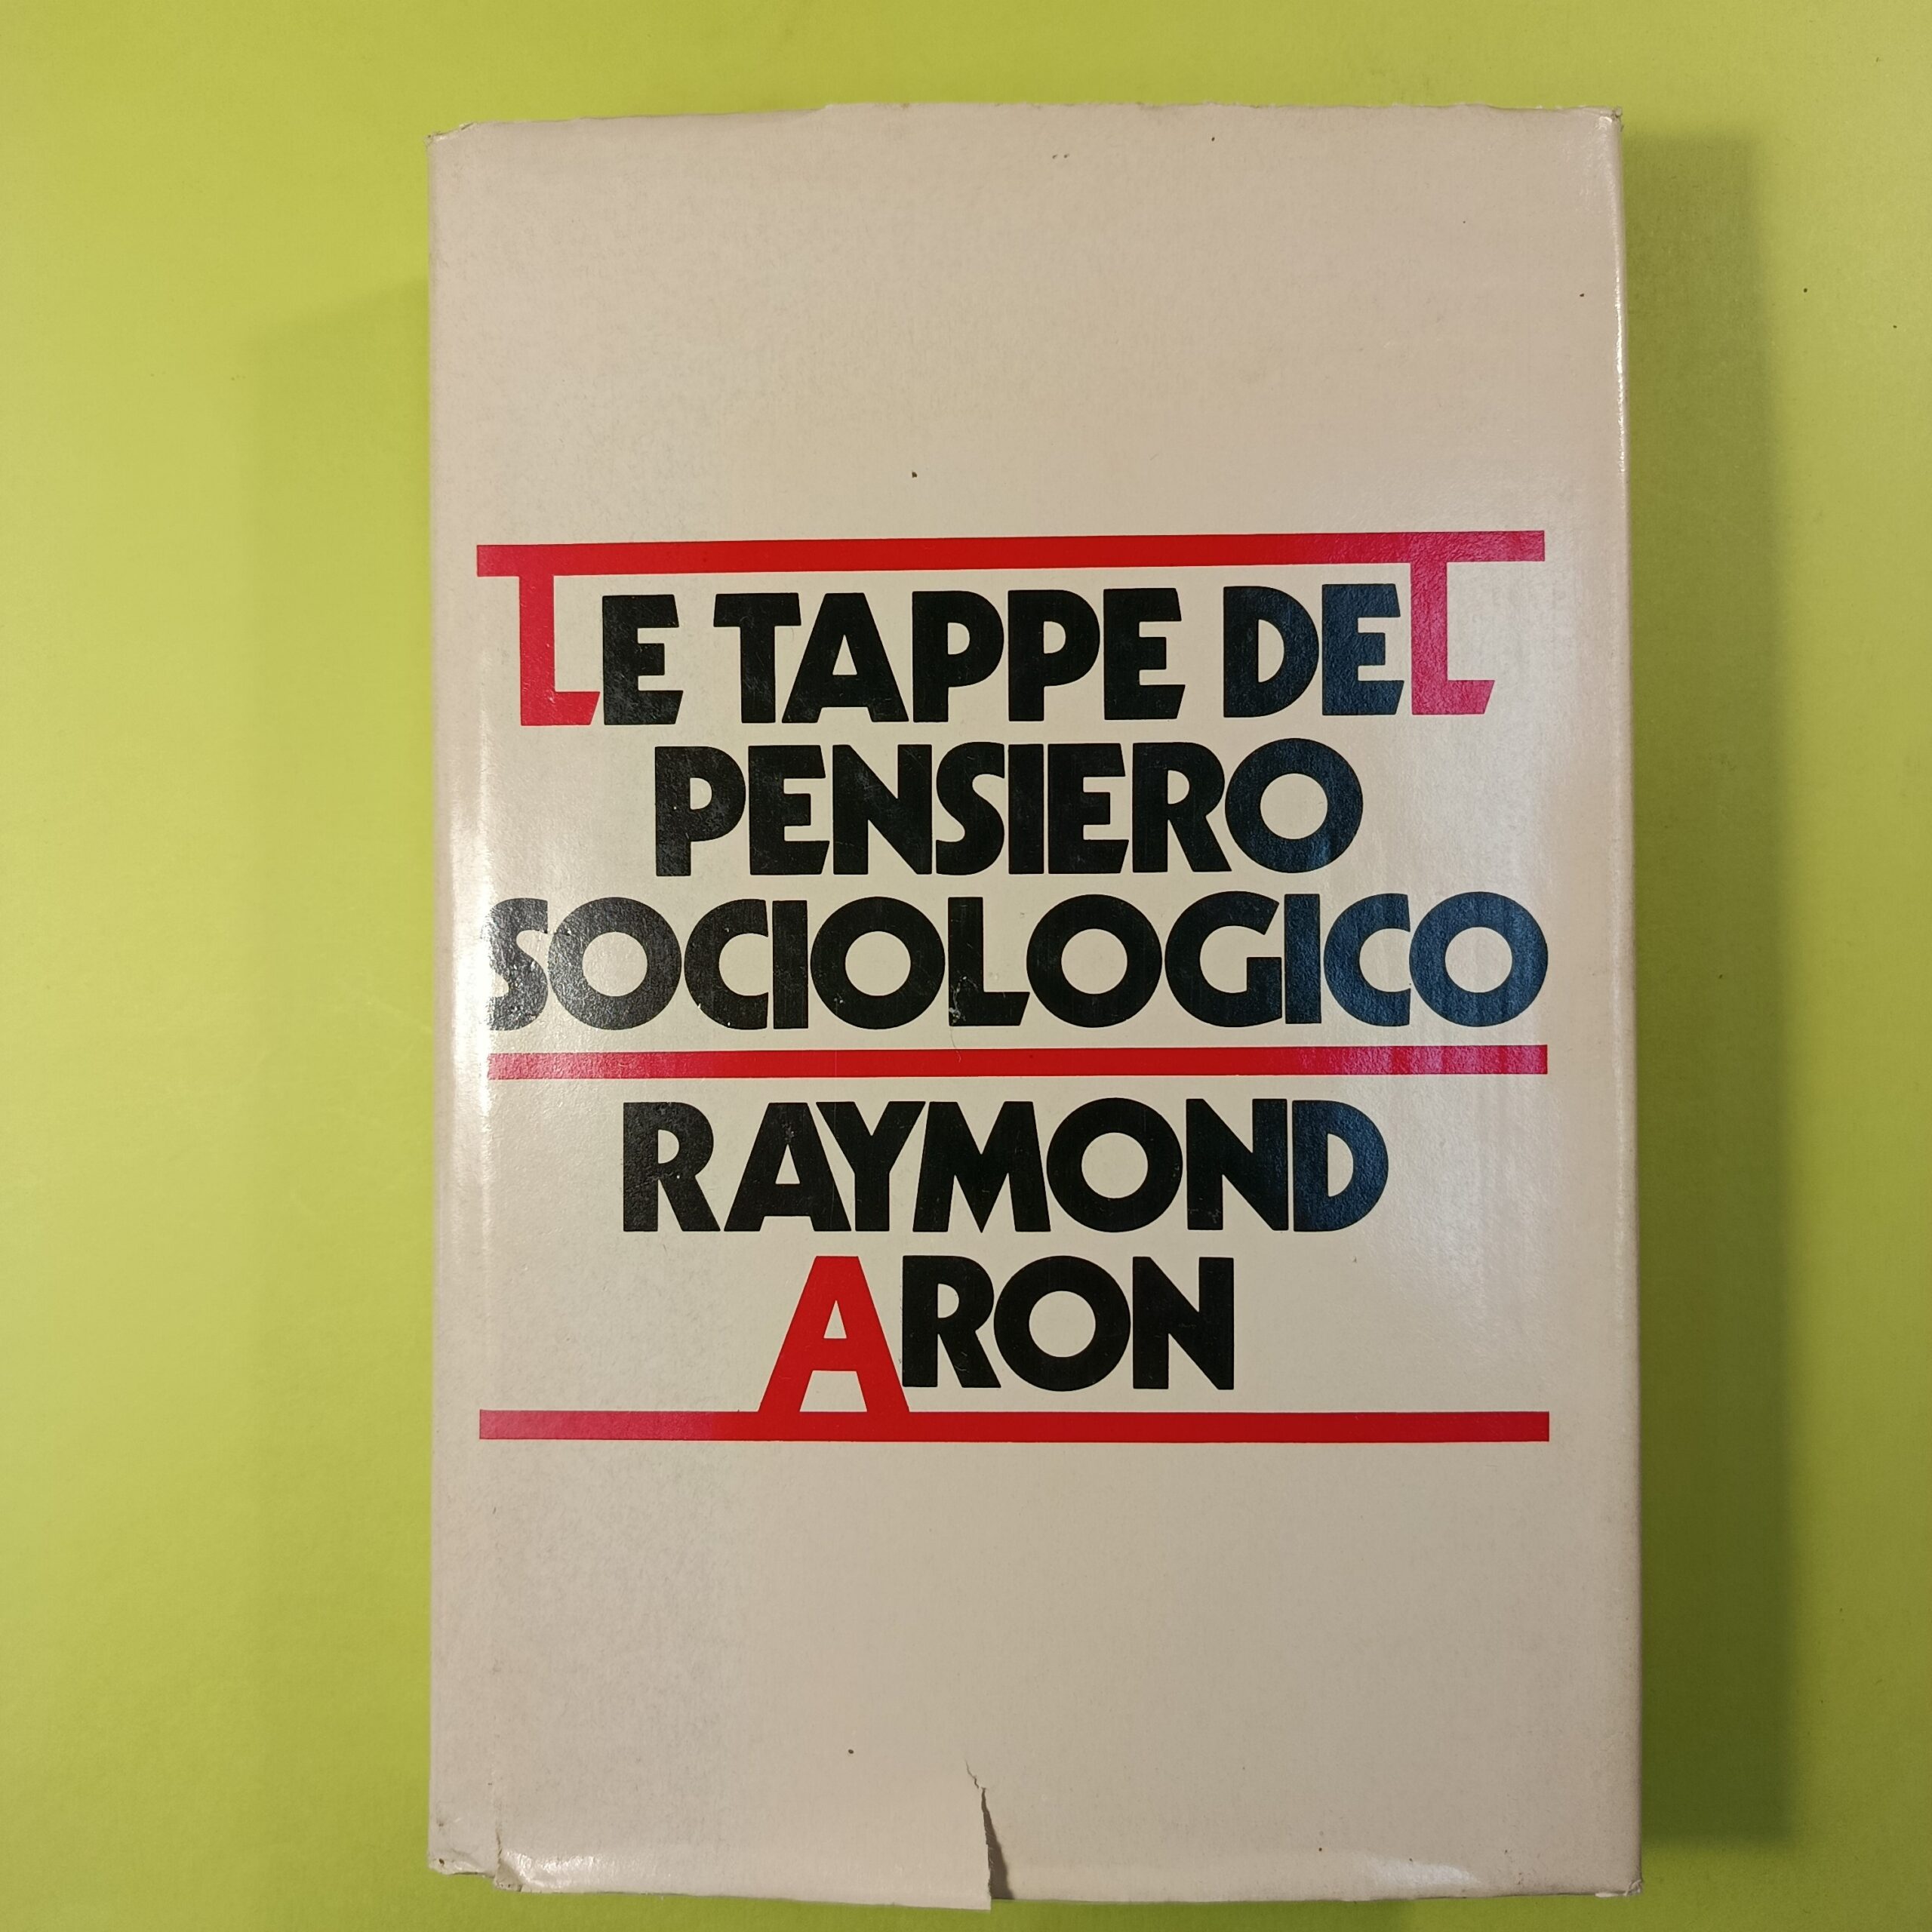 LE TAPPE DEL
PENSIERO
SOCIOLOGICO
RAYMOND
ARON